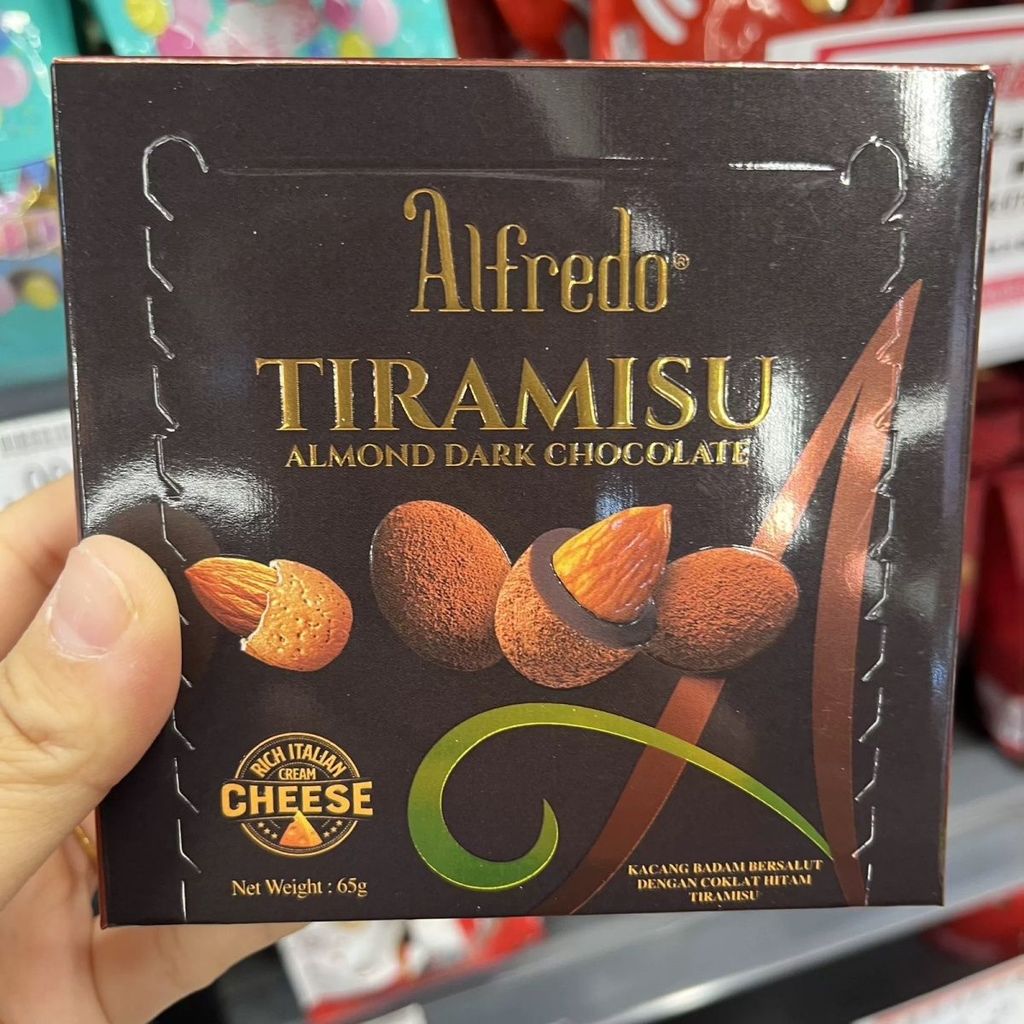 Alfredo®
TIRAMISU
ALMOND DARK CHOCOLATE
RICH ITALIAN
CREAM
CHEESE
Net Weight : 65g
KACANG BADAM BERSALUT
DENGAN COKLAT HITAM
TIRAMISU